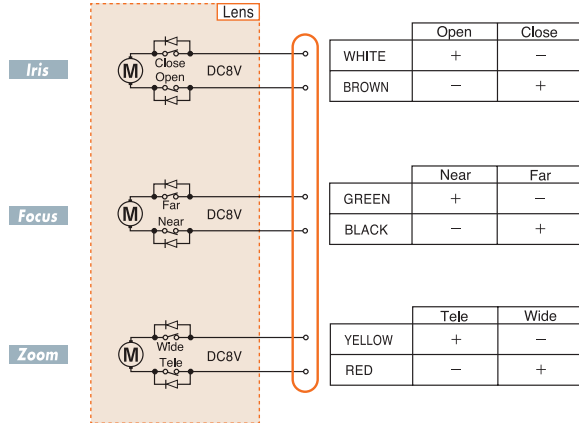 Lens
Open Close
Iris
M
Close
Open
DC8V
WHITE + −
BROWN − +
Near Far
Focus
M
Far
Near
DC8V
GREEN + −
BLACK − +
Tele Wide
Zoom
M
Wide
Tele
DC8V
YELLOW + −
RED − +